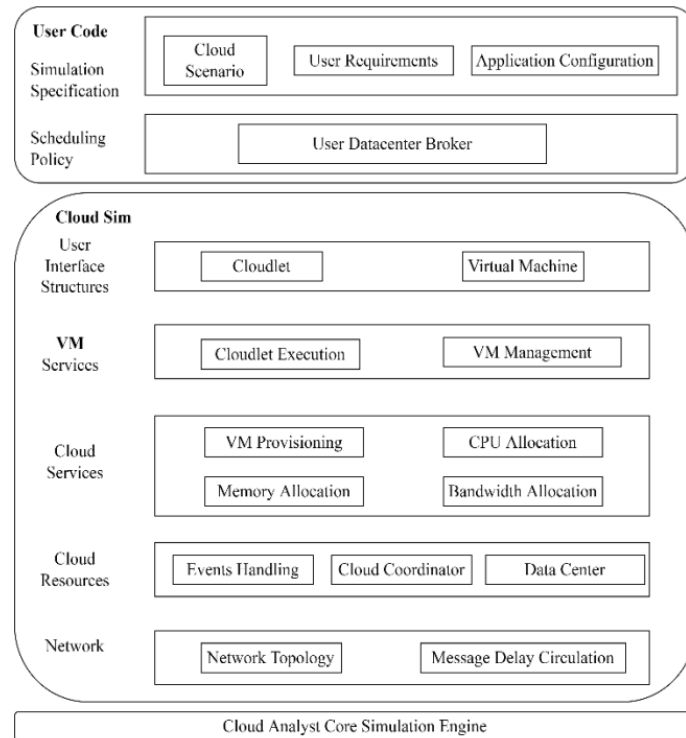 User Code
Simulation
Specification
Cloud
Scenario
User Requirements
Application Configuration
Scheduling
Policy
User Datacenter Broker
Cloud Sim
User
Interface
Structures
Cloudlet
Virtual Machine
VM
Services
Cloudlet Execution
VM Management
Cloud
Services
VM Provisioning
CPU Allocation
Memory Allocation
Bandwidth Allocation
Cloud
Resources
Events Handling
Cloud Coordinator
Data Center
Network
Network Topology
Message Delay Circulation
Cloud Analyst Core Simulation Engine